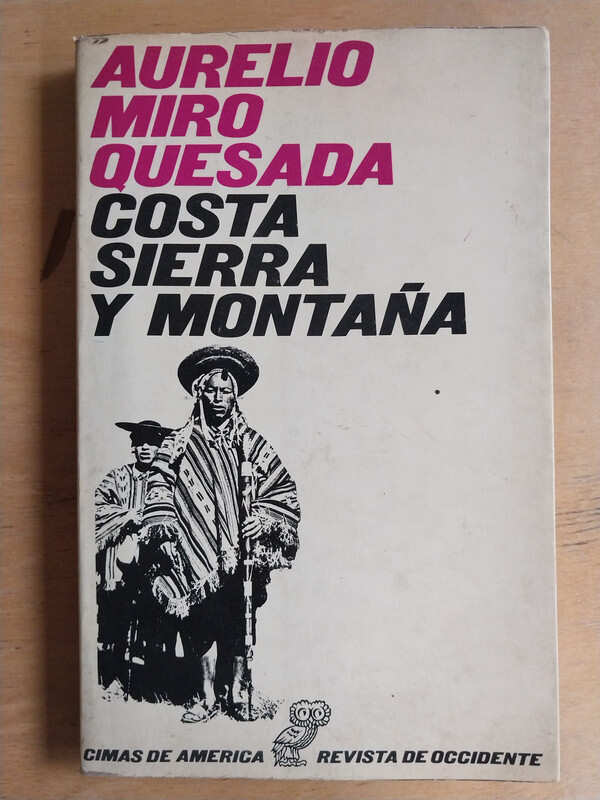 AURELIO
MIRO
QUESADA
COSTA
SIERRA
Y MONTAÑA
CIMAS DE AMERICA REVISTA DE OCCIDENTE